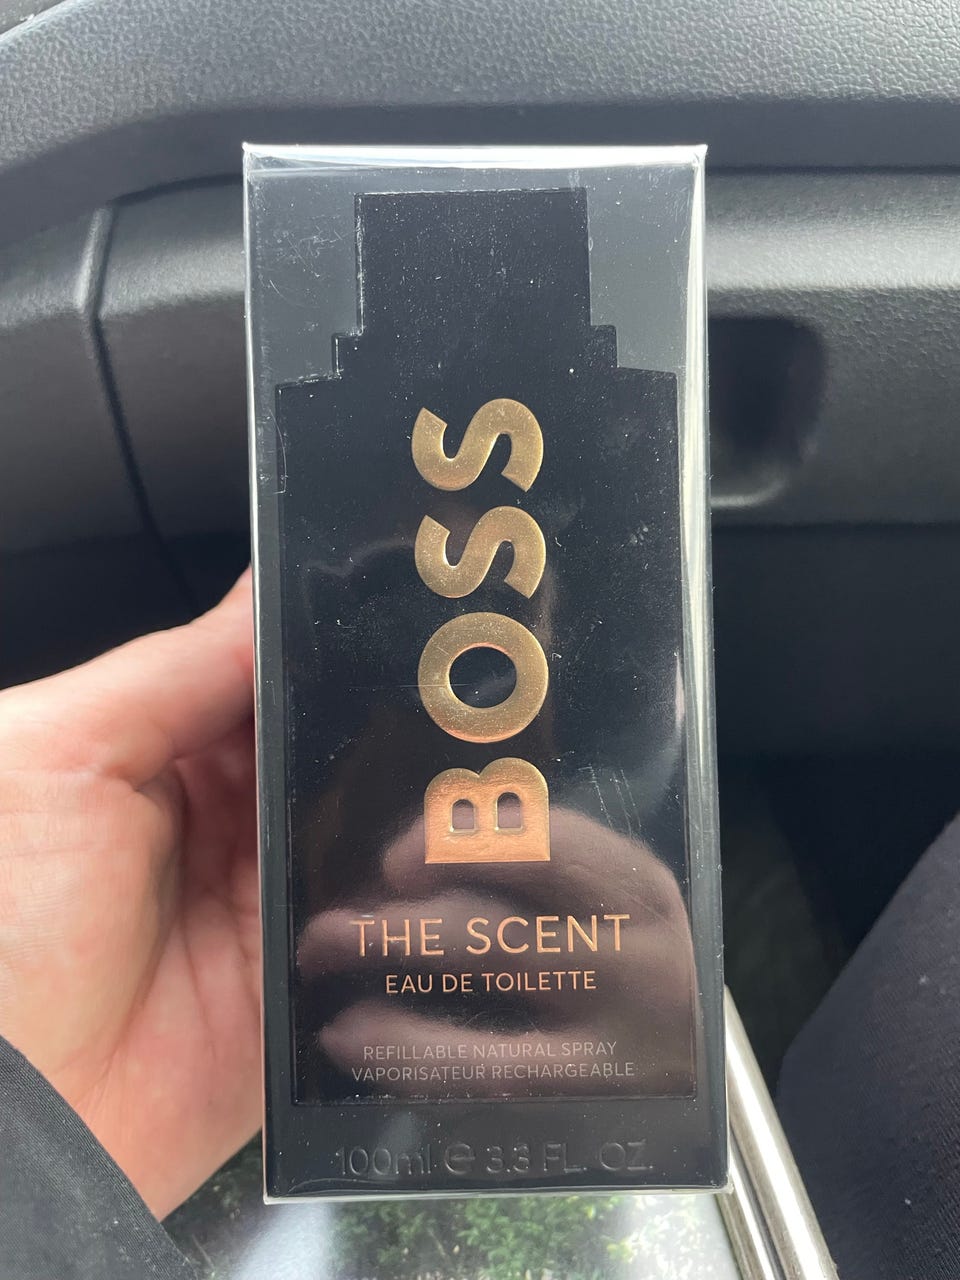 BOSS
THE SCENT
EAU DE TOILETTE
REFILLABLE NATURAL SPRAY
VAPORISATEUR RECHARGEABLE
100ml ℮ 3.3 FL. OZ.